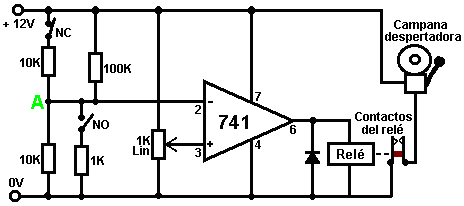 + 12V
NC
Campana
despertadora
10K
100K
A
7
2
-
741
6
Contactos
del relé
NO
1K
Lin
+
3
4
10K
1K
Relé
0V